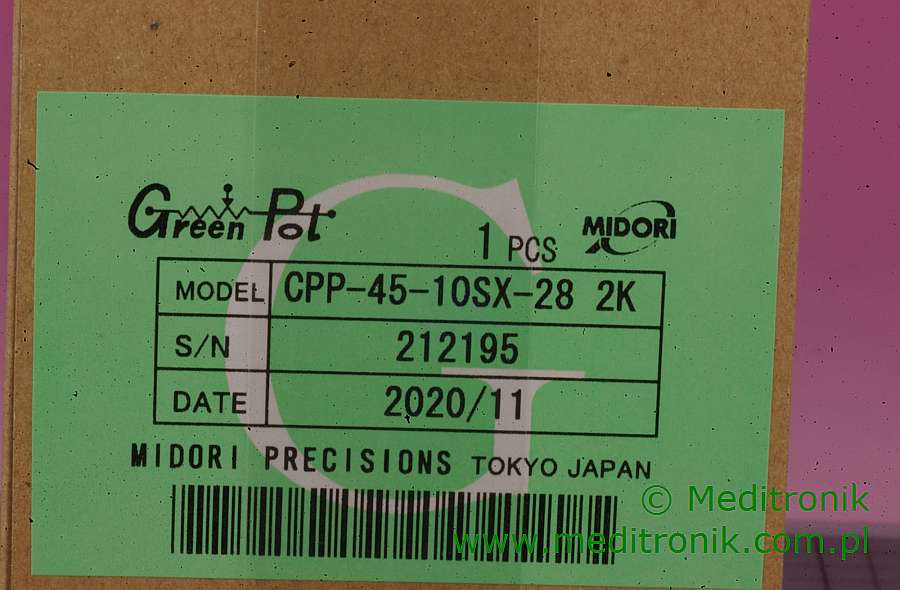 Green Pot
1 PCS MIDORI
MODEL CPP-45-10SX-28 2K
S/N 212195
DATE 2020/11
MIDORI PRECISIONS TOKYO JAPAN
© Meditronik
www.meditronik.com.pl